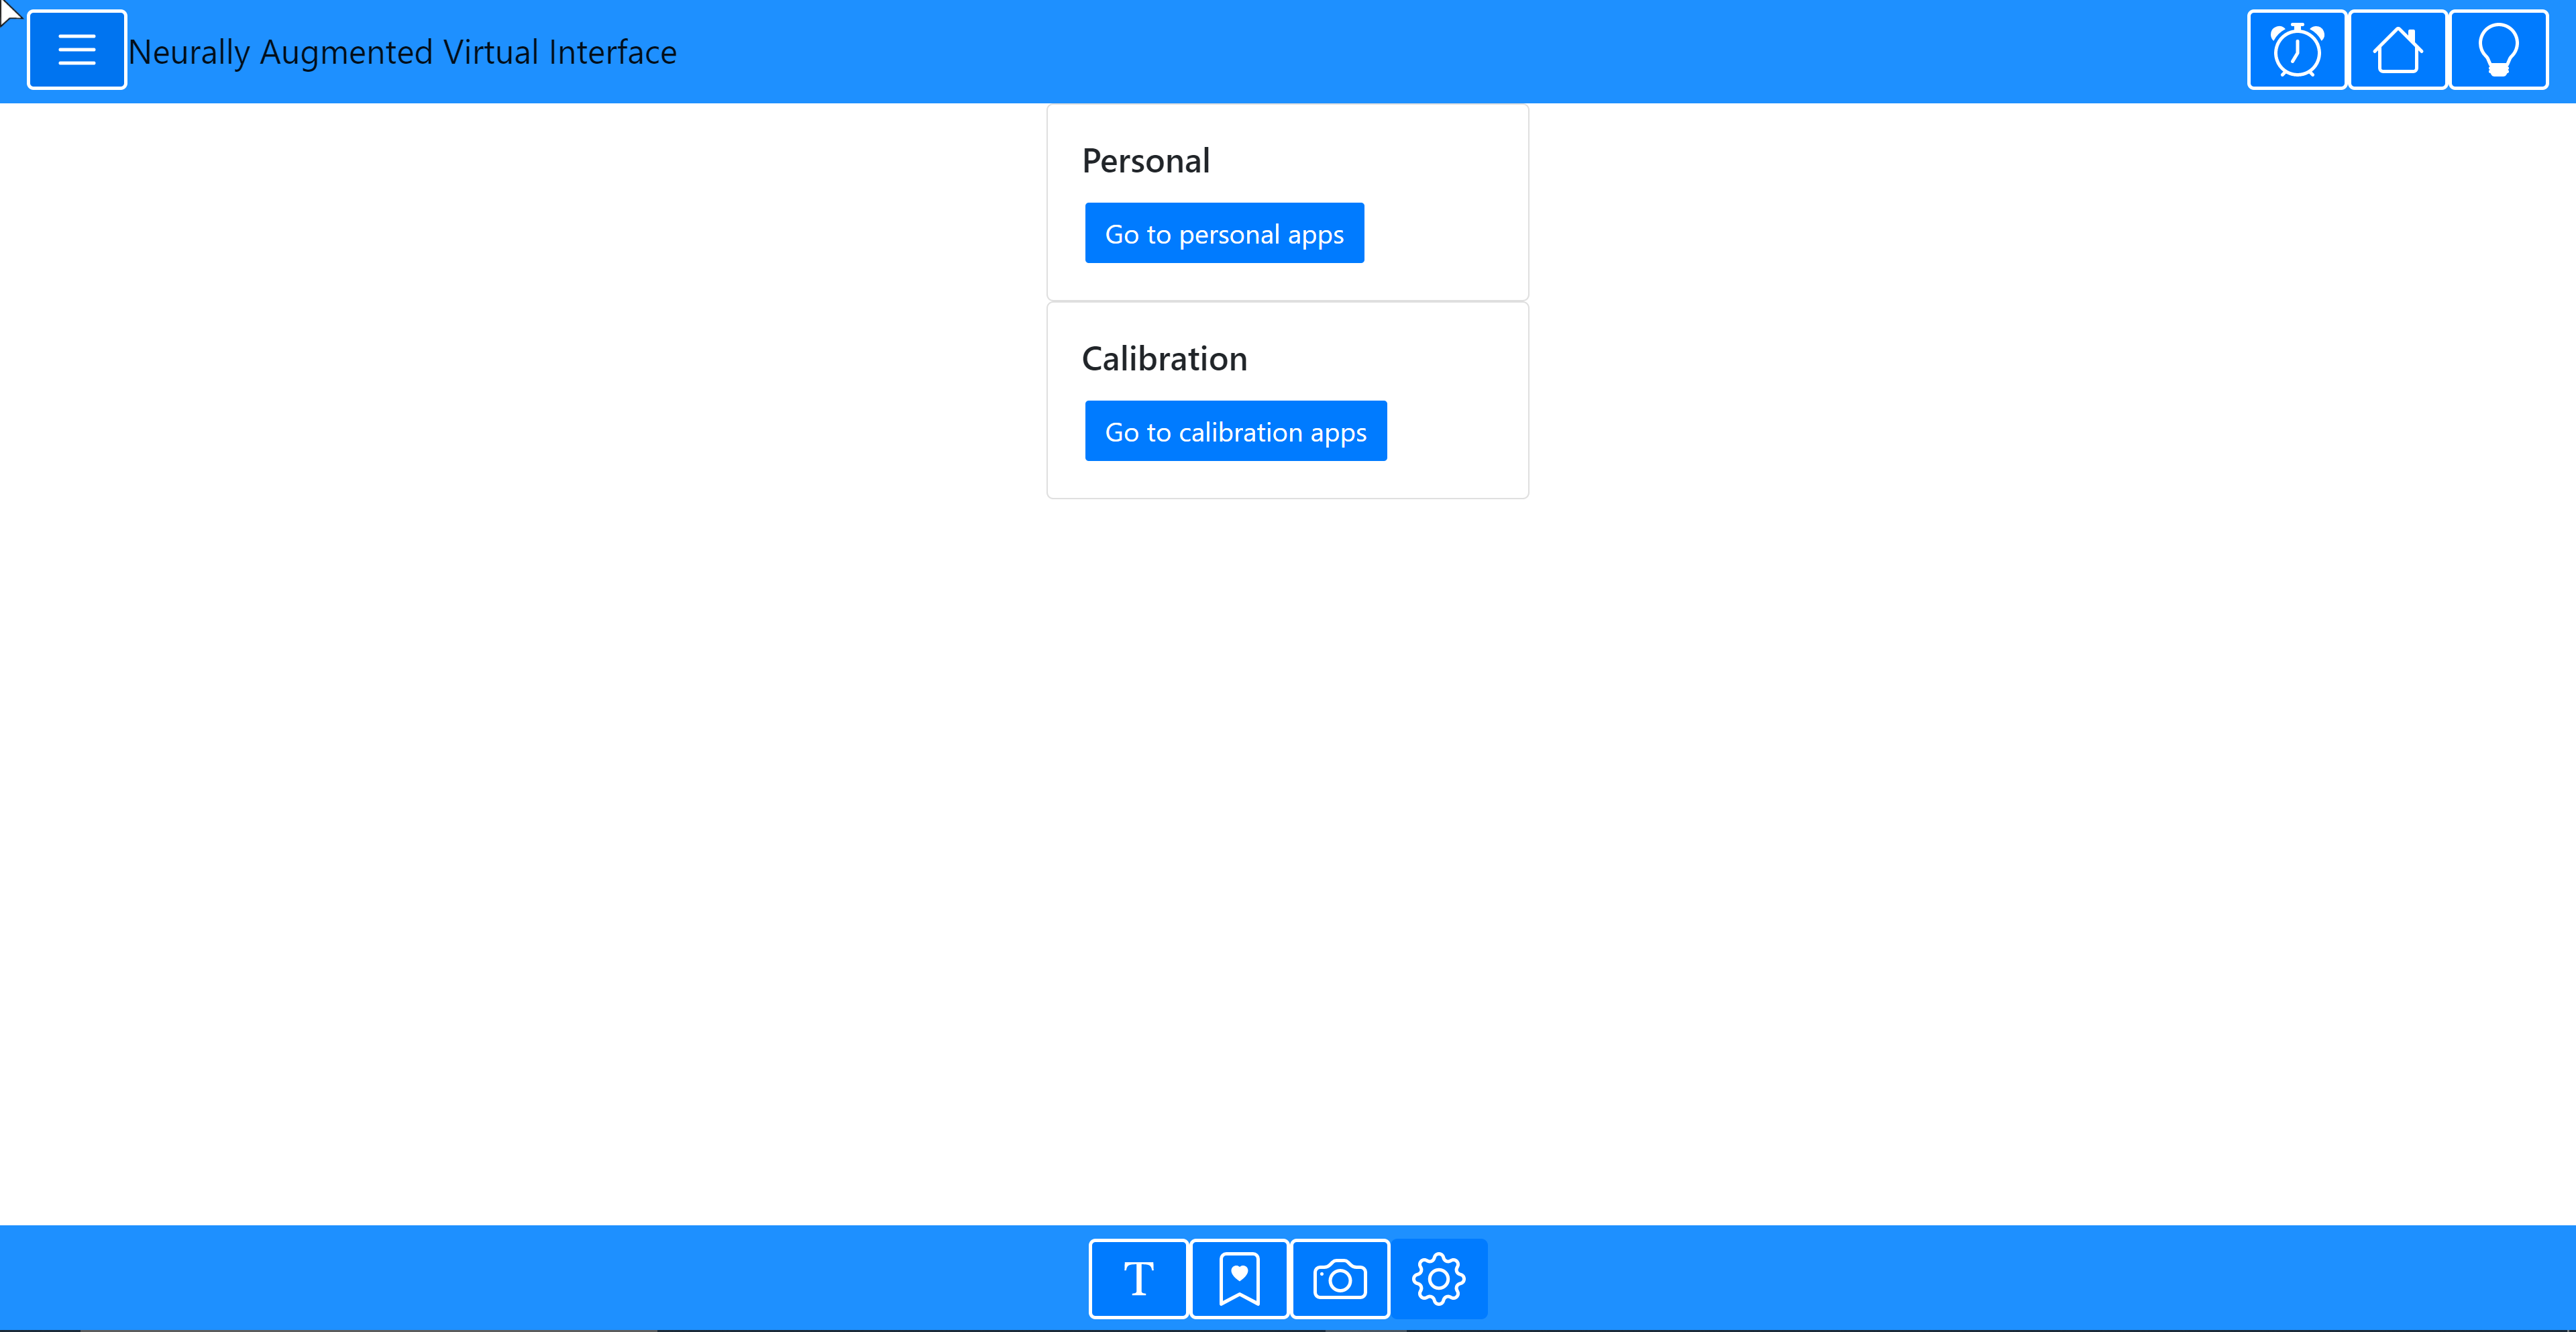 Neurally Augmented Virtual Interface
Personal
Go to personal apps
Calibration
Go to calibration apps
T